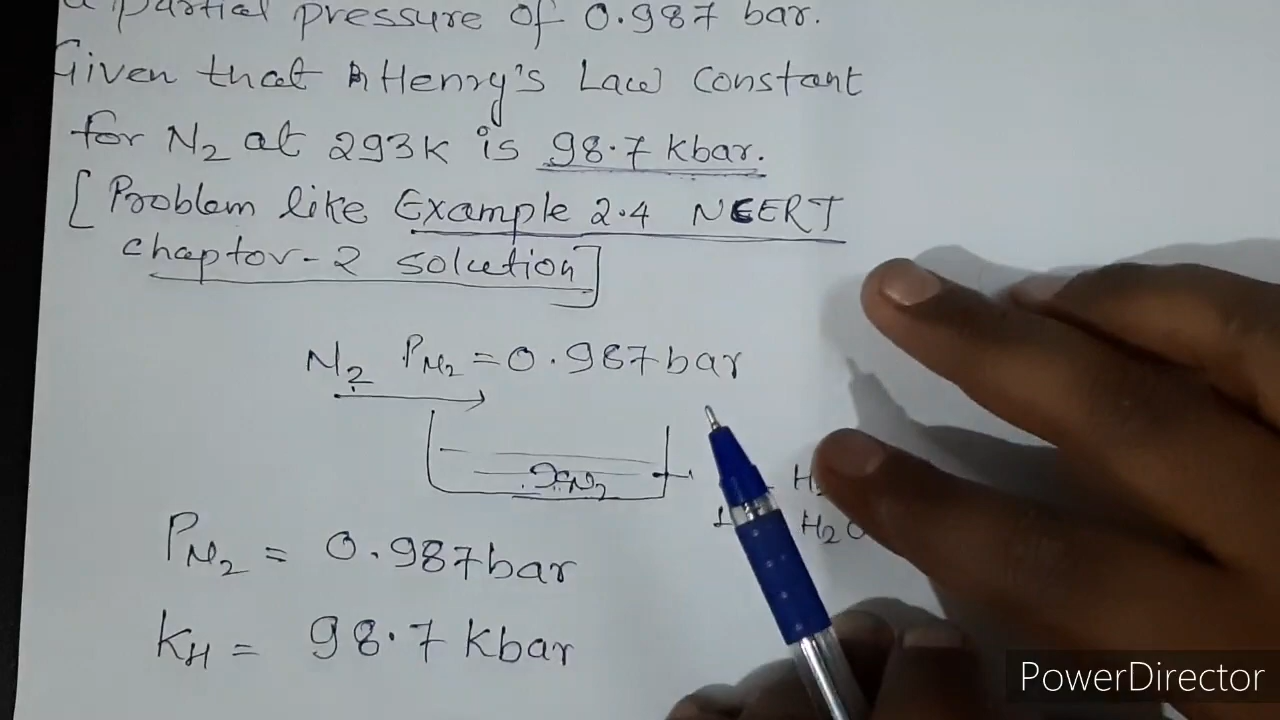 a partial pressure of 0.987 bar.
Given that Henry's Law constant
for N2 at 293K is 98.7 kbar.
[Problem like Example 2.4 NCERT
chaptor-2 solution]
N2 PN2 = 0.987bar
xN2
H2O
PN2 = 0.987bar
KH = 98.7 kbar
PowerDirector